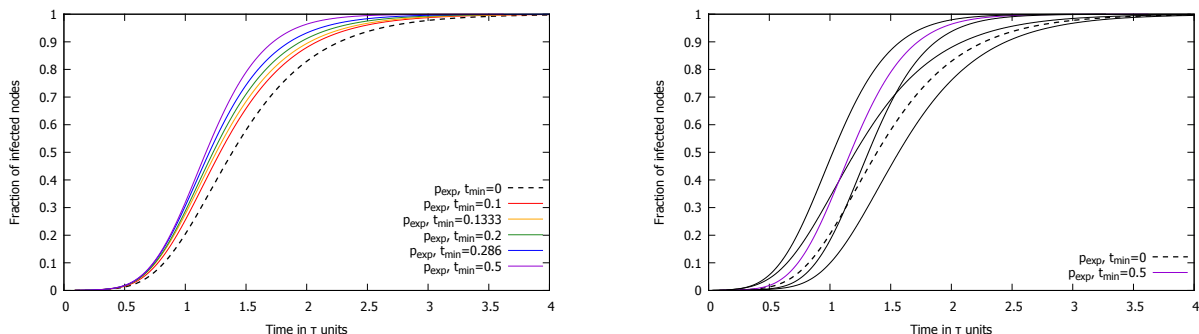 1
0.9
0.8
0.7
0.6
0.5
0.4
0.3
0.2
0.1
0
Fraction of infected nodes
p_exp, t_min=0
p_exp, t_min=0.1
p_exp, t_min=0.1333
p_exp, t_min=0.2
p_exp, t_min=0.286
p_exp, t_min=0.5
0 0.5 1 1.5 2 2.5 3 3.5 4
Time in τ units
1
0.9
0.8
0.7
0.6
0.5
0.4
0.3
0.2
0.1
0
Fraction of infected nodes
p_exp, t_min=0
p_exp, t_min=0.5
0 0.5 1 1.5 2 2.5 3 3.5 4
Time in τ units